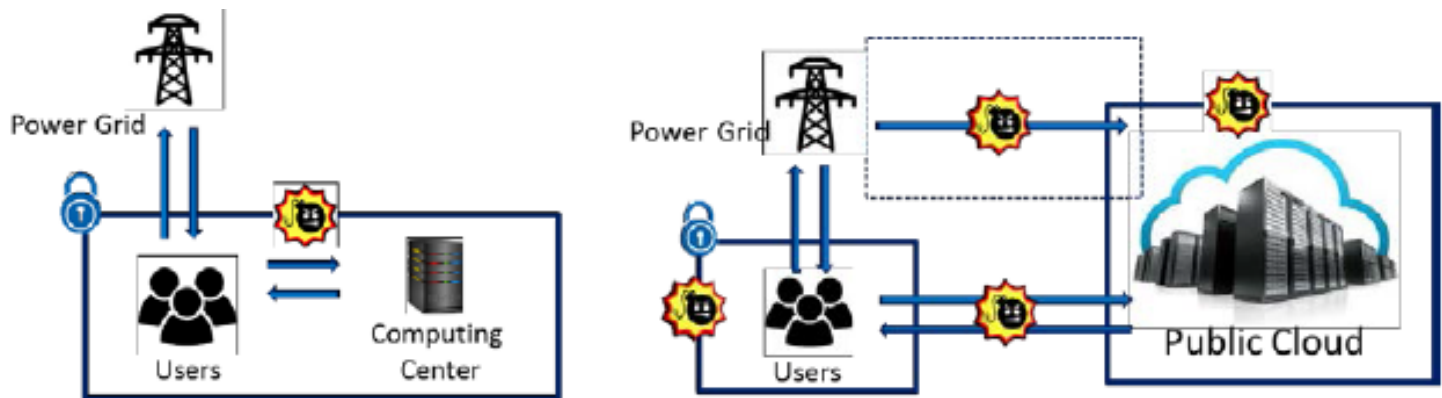 Power Grid
Users
Computing
Center
Power Grid
Users
Public Cloud